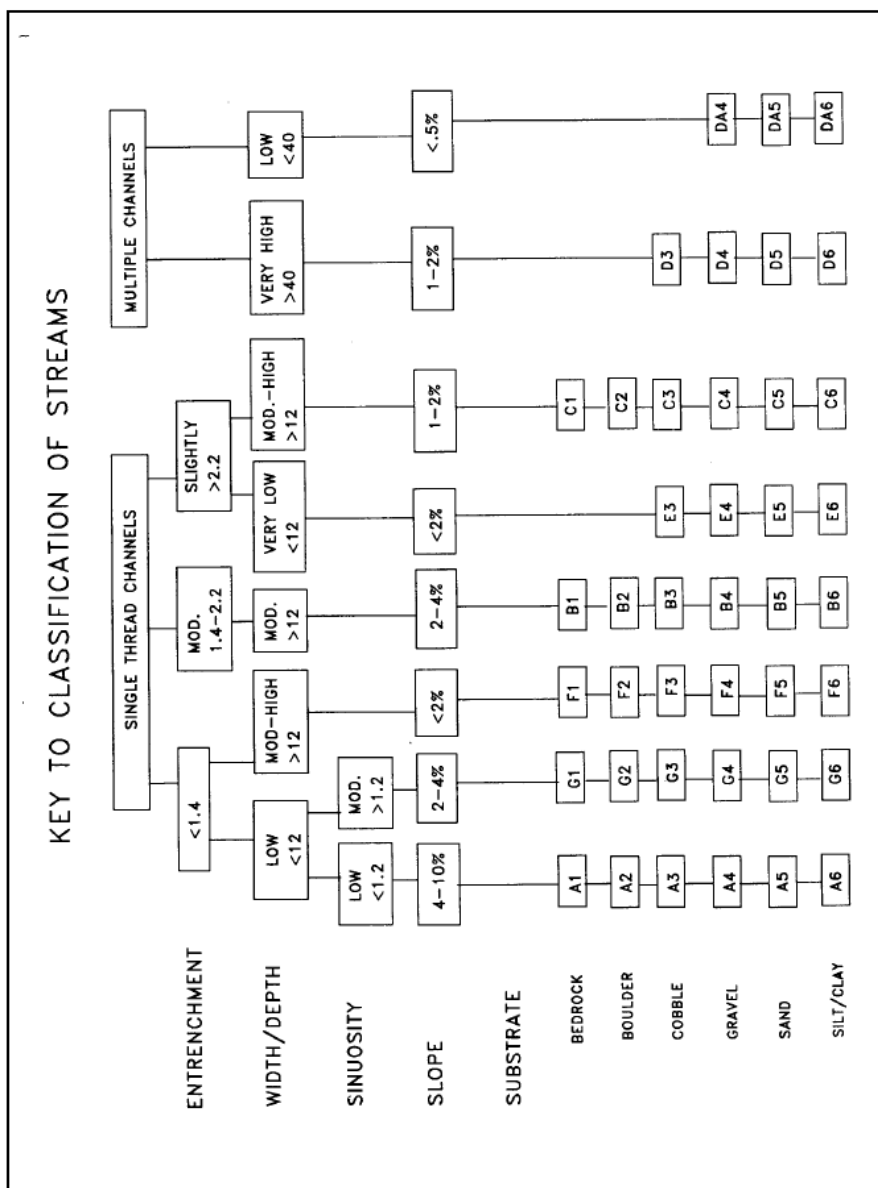 KEY TO CLASSIFICATION OF STREAMS
SINGLE THREAD CHANNELS
MULTIPLE CHANNELS
ENTRENCHMENT
<1.4
MOD.
1.4–2.2
SLIGHTLY
>2.2
WIDTH/DEPTH
LOW
<12
MOD–HIGH
>12
MOD.
>12
VERY LOW
<12
MOD.–HIGH
>12
VERY HIGH
>40
LOW
<40
SINUOSITY
LOW
<1.2
MOD.
>1.2
SLOPE
4–10%
2–4%
<2%
2–4%
<2%
1–2%
1–2%
<.5%
SUBSTRATE
BEDROCK
A1
G1
F1
B1
C1
BOULDER
A2
G2
F2
B2
C2
COBBLE
A3
G3
F3
B3
E3
C3
D3
GRAVEL
A4
G4
F4
B4
E4
C4
D4
DA4
SAND
A5
G5
F5
B5
E5
C5
D5
DA5
SILT/CLAY
A6
G6
F6
B6
E6
C6
D6
DA6